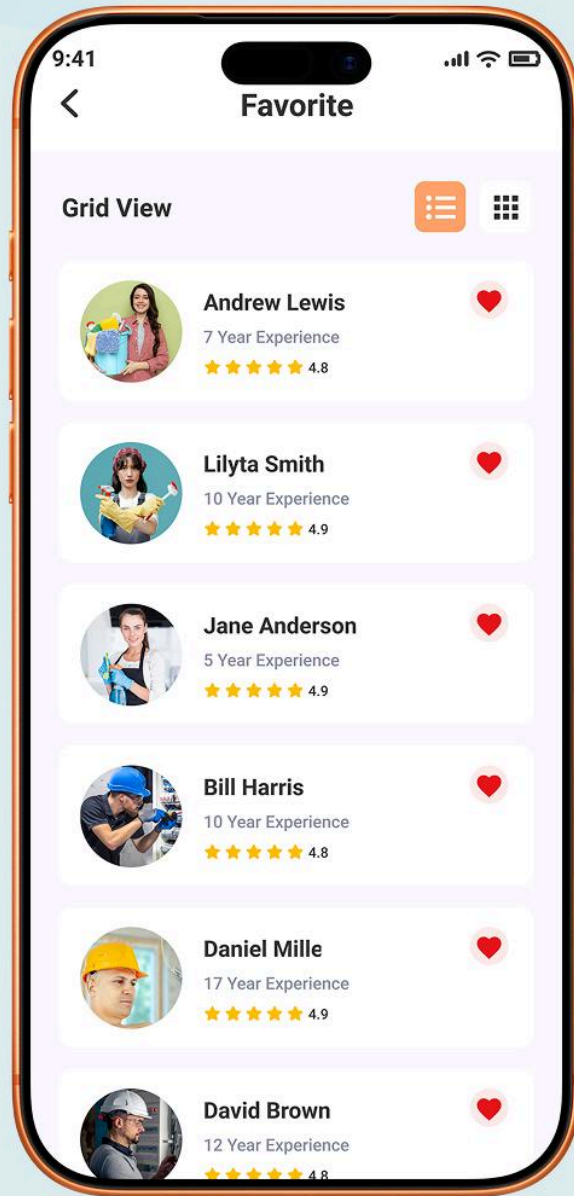 9:41
Favorite
Grid View
Andrew Lewis
7 Year Experience
4.8
Lilyta Smith
10 Year Experience
4.9
Jane Anderson
5 Year Experience
4.9
Bill Harris
10 Year Experience
4.8
Daniel Mille
17 Year Experience
4.9
David Brown
12 Year Experience
4.8